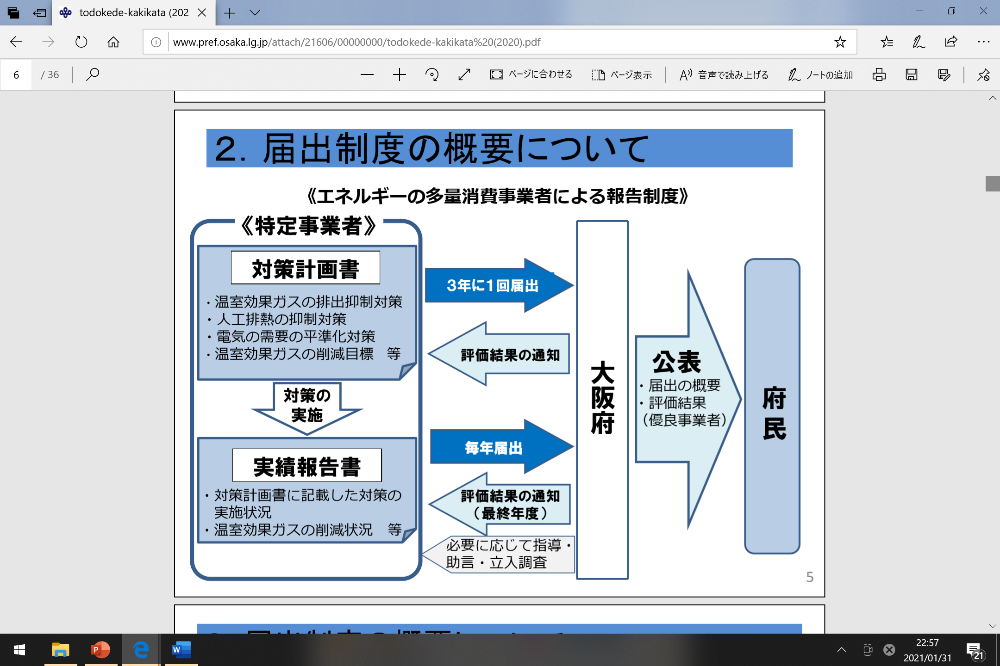 todokede-kakikata (202
www.pref.osaka.lg.jp/attach/21606/00000000/todokede-kakikata%20(2020).pdf
6 / 36
ページに合わせる
ページ表示
音声で読み上げる
ノートの追加
２．届出制度の概要について
《エネルギーの多量消費事業者による報告制度》
《特定事業者》
対策計画書
・温室効果ガスの排出抑制対策
・人工排熱の抑制対策
・電気の需要の平準化対策
・温室効果ガスの削減目標　等
対策の
実施
実績報告書
・対策計画書に記載した対策の
実施状況
・温室効果ガスの削減状況　等
3年に1回届出
評価結果の通知
毎年届出
評価結果の通知
（最終年度）
必要に応じて指導・
助言・立入調査
大阪府
公表
・届出の概要
・評価結果
（優良事業者）
府民
5
22:57
2021/01/31
21